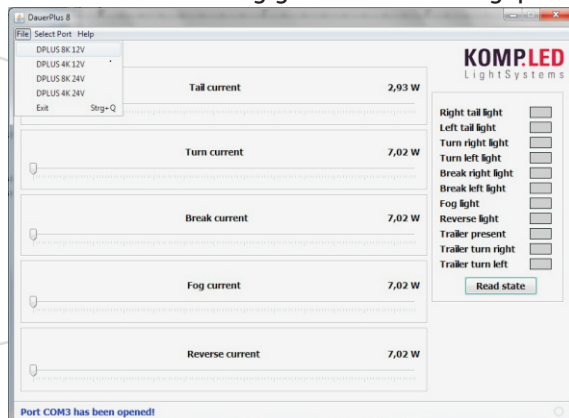 DauerPlus 8
File Select Port Help
DPLUS 8K 12V
DPLUS 4K 12V
DPLUS 8K 24V
DPLUS 4K 24V
Exit Strg+Q
KOMP.LED
LightSystems
Tail current 2,93 W
Turn current 7,02 W
Break current 7,02 W
Fog current 7,02 W
Reverse current 7,02 W
Right tail light
Left tail light
Turn right light
Turn left light
Break right light
Break left light
Fog light
Reverse light
Trailer present
Trailer turn right
Trailer turn left
Read state
Port COM3 has been opened!